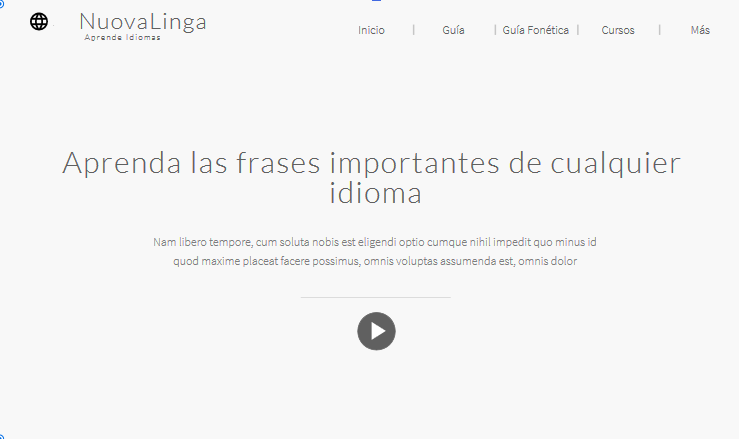 NuovaLinga
Aprende Idiomas
Inicio | Guía | Guía Fonética | Cursos | Más
Aprenda las frases importantes de cualquier
idioma
Nam libero tempore, cum soluta nobis est eligendi optio cumque nihil impedit quo minus id
quod maxime placeat facere possimus, omnis voluptas assumenda est, omnis dolor